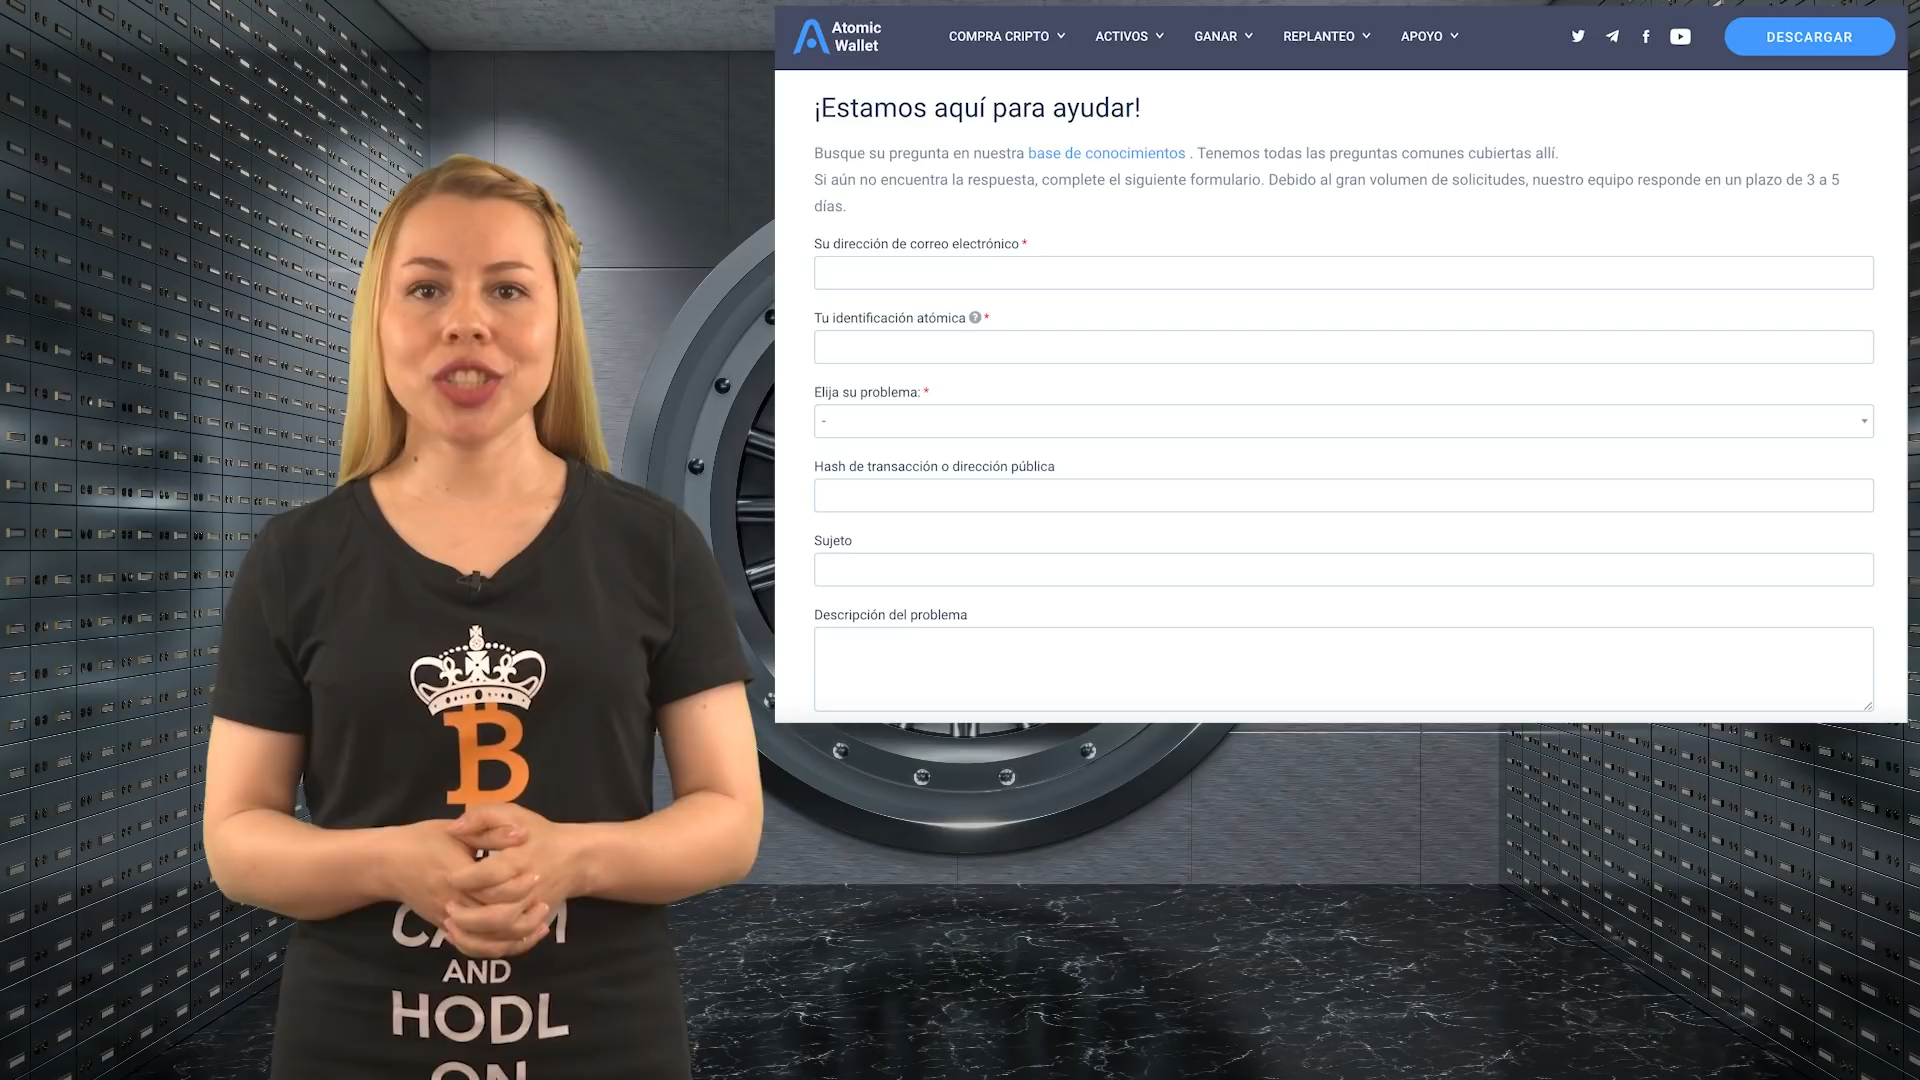 Atomic
Wallet
COMPRA CRIPTO
ACTIVOS
GANAR
REPLANTEO
APOYO
DESCARGAR
¡Estamos aquí para ayudar!
Busque su pregunta en nuestra base de conocimientos . Tenemos todas las preguntas comunes cubiertas allí.
Si aún no encuentra la respuesta, complete el siguiente formulario. Debido al gran volumen de solicitudes, nuestro equipo responde en un plazo de 3 a 5
días.
Su dirección de correo electrónico *
Tu identificación atómica ? *
Elija su problema: *
-
Hash de transacción o dirección pública
Sujeto
Descripción del problema
B
AND
HODL
ON